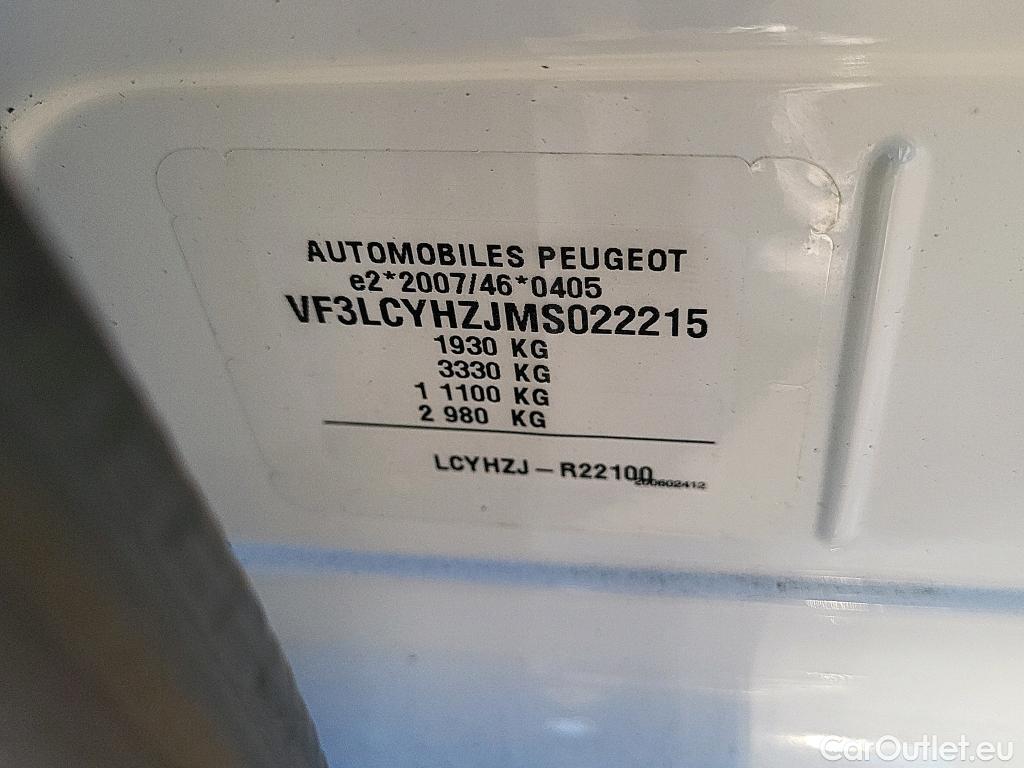 AUTOMOBILES PEUGEOT
e2*2007/46*0405
VF3LCYHZJMS022215
1930 KG
3330 KG
1 1100 KG
2 980 KG
LCYHZJ – R22100
200602412
CarOutlet.eu